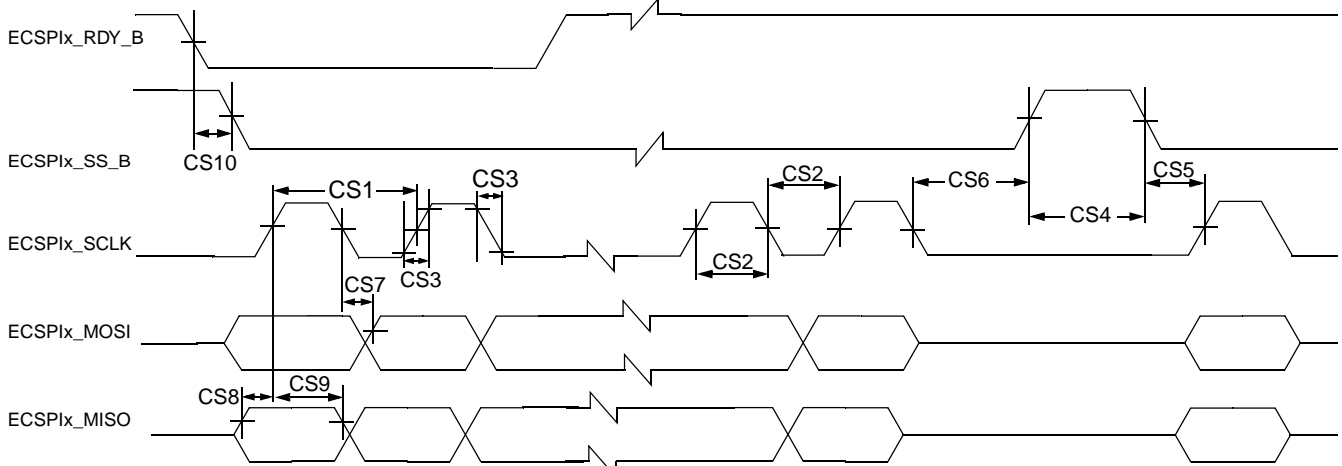 ECSPIx_RDY_B
CS10
ECSPIx_SS_B
CS1
CS3
CS2
CS6
CS5
CS4
ECSPIx_SCLK
CS3
CS2
CS7
ECSPIx_MOSI
CS8
CS9
ECSPIx_MISO